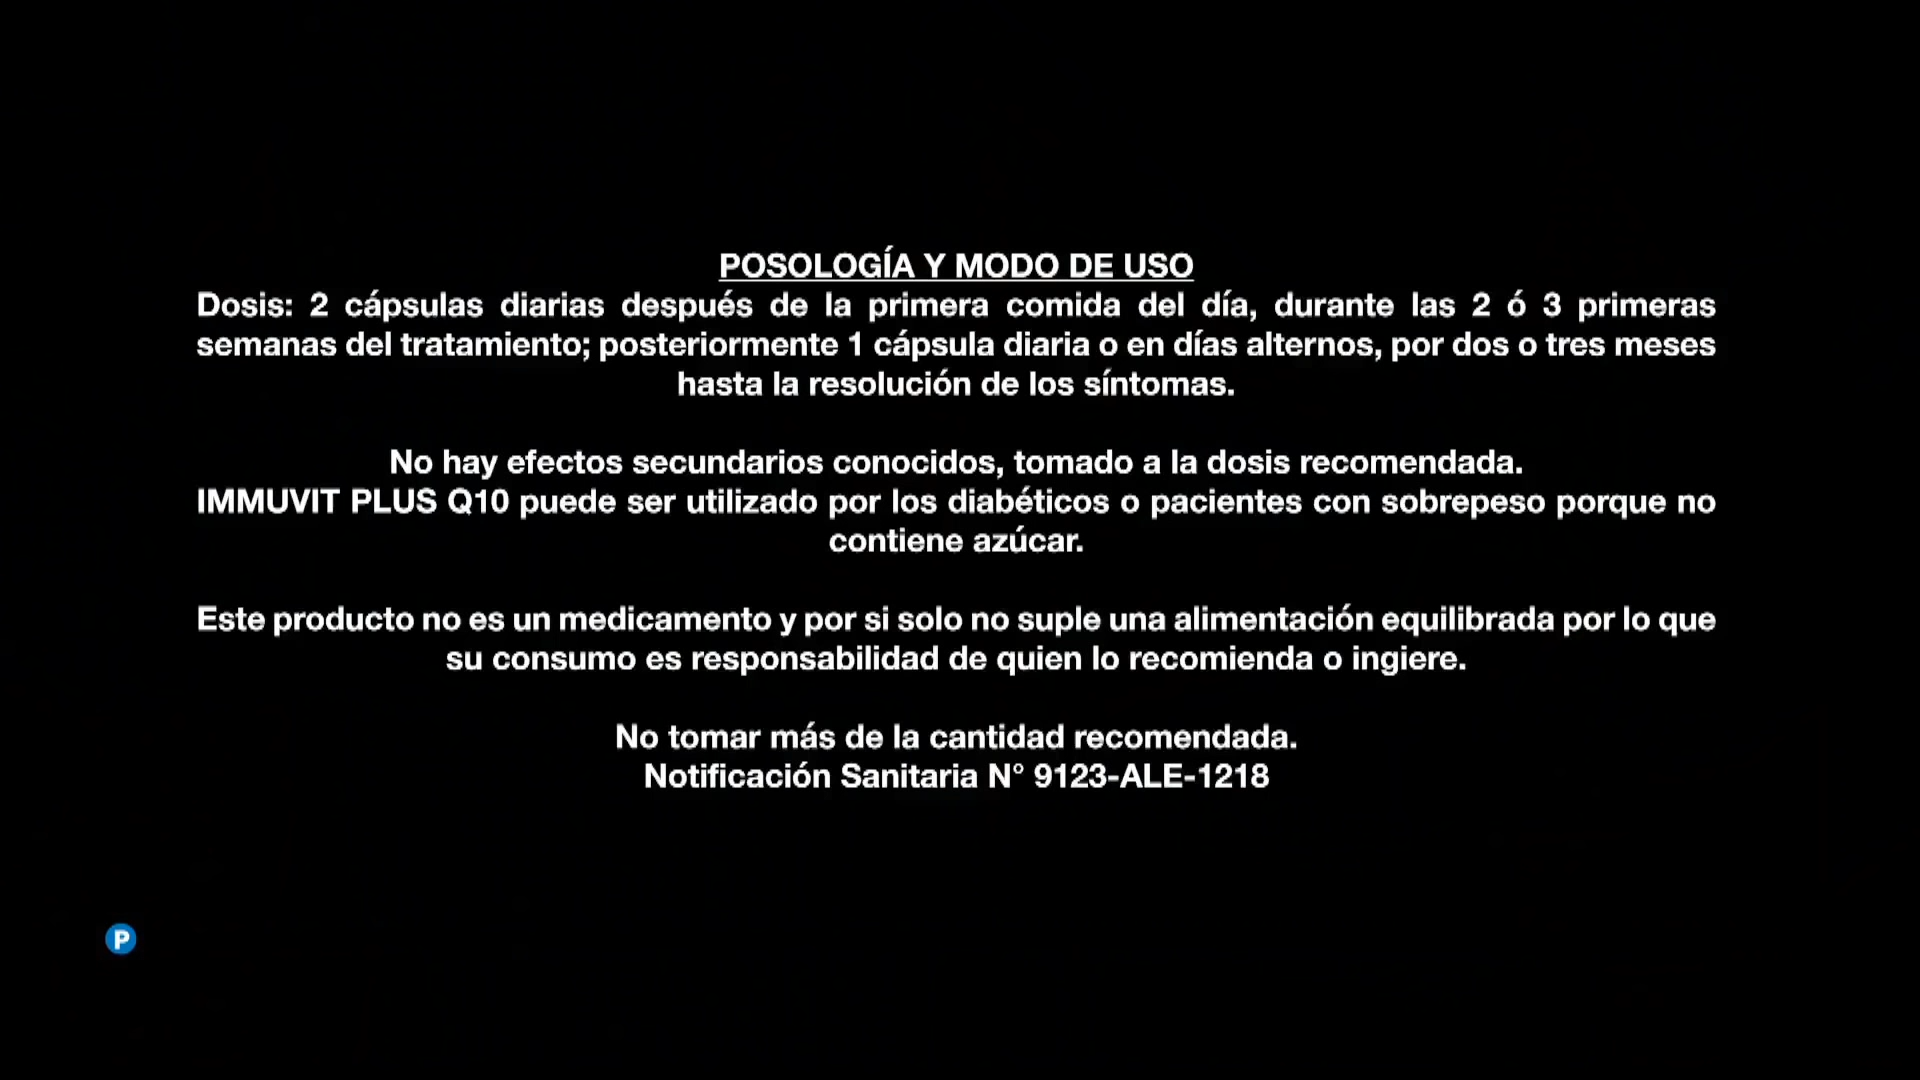 POSOLOGÍA Y MODO DE USO
Dosis: 2 cápsulas diarias después de la primera comida del día, durante las 2 ó 3 primeras
semanas del tratamiento; posteriormente 1 cápsula diaria o en días alternos, por dos o tres meses
hasta la resolución de los síntomas.
No hay efectos secundarios conocidos, tomado a la dosis recomendada.
IMMUVIT PLUS Q10 puede ser utilizado por los diabéticos o pacientes con sobrepeso porque no
contiene azúcar.
Este producto no es un medicamento y por si solo no suple una alimentación equilibrada por lo que
su consumo es responsabilidad de quien lo recomienda o ingiere.
No tomar más de la cantidad recomendada.
Notificación Sanitaria N° 9123-ALE-1218
P